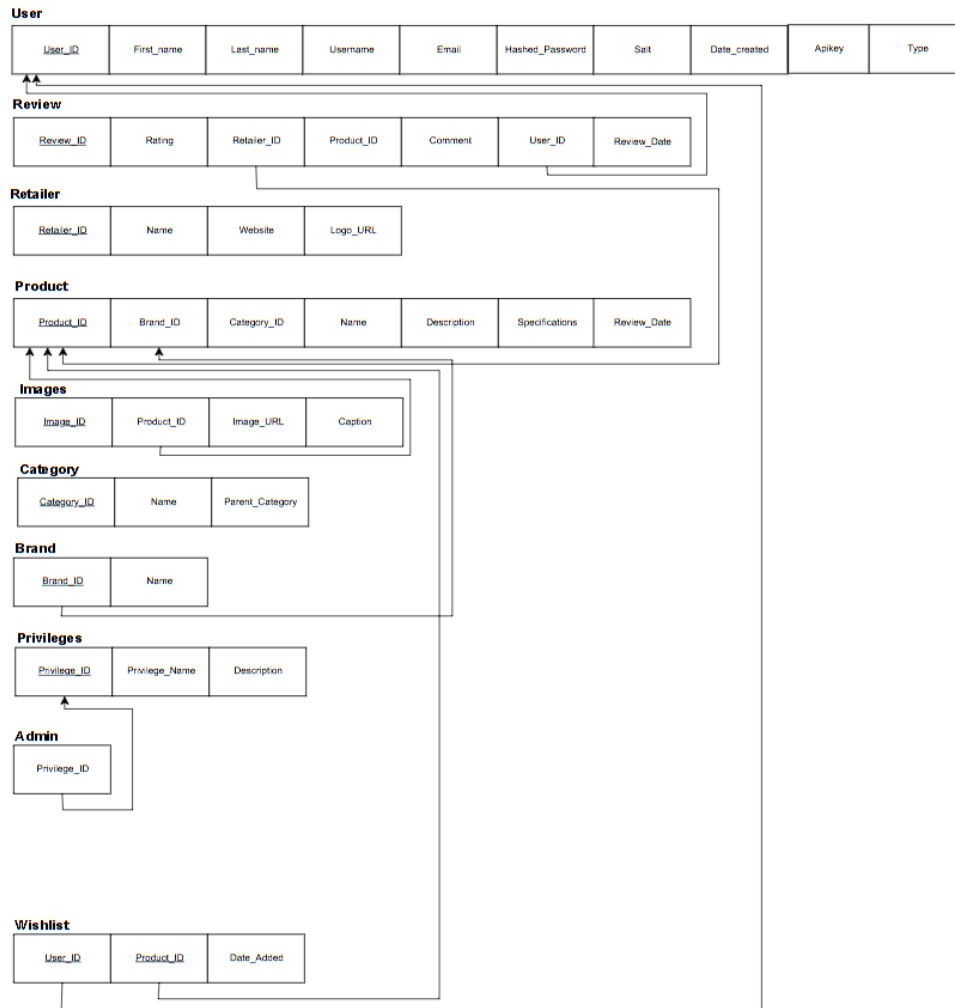 User
User_ID First_name Last_name Username Email Hashed_Password Salt Date_created Apikey Type
Review
Review_ID Rating Retailer_ID Product_ID Comment User_ID Review_Date
Retailer
Retailer_ID Name Website Logo_URL
Product
Product_ID Brand_ID Category_ID Name Description Specifications Review_Date
Images
Image_ID Product_ID Image_URL Caption
Category
Category_ID Name Parent_Category
Brand
Brand_ID Name
Privileges
Privilege_ID Privilege_Name Description
Admin
Privilege_ID
Wishlist
User_ID Product_ID Date_Added